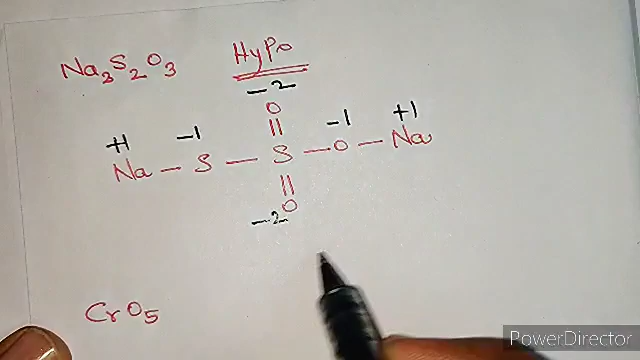 Na2S2O3 HyPo
-2
O
+1 -1 || -1 +1
Na - S - S - O - Na
||
O
-2
CrO5
PowerDirector